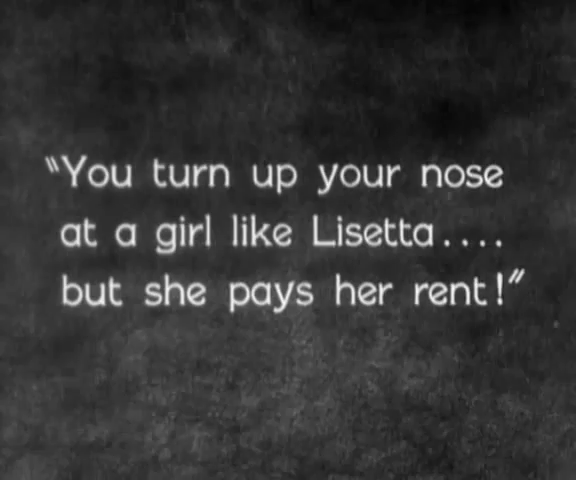 "You turn up your nose
at a girl like Lisetta....
but she pays her rent!"